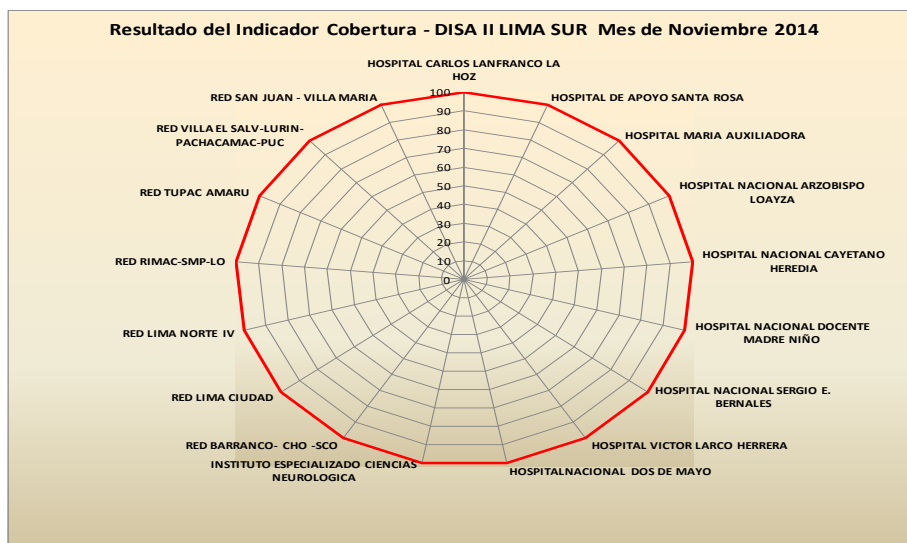 Resultado del Indicador Cobertura - DISA II LIMA SUR Mes de Noviembre 2014
HOSPITAL CARLOS LANFRANCO LA
HOZ
HOSPITAL DE APOYO SANTA ROSA
HOSPITAL MARIA AUXILIADORA
HOSPITAL NACIONAL ARZOBISPO
LOAYZA
HOSPITAL NACIONAL CAYETANO
HEREDIA
HOSPITAL NACIONAL DOCENTE
MADRE NIÑO
HOSPITAL NACIONAL SERGIO E.
BERNALES
HOSPITAL VICTOR LARCO HERRERA
HOSPITALNACIONAL DOS DE MAYO
INSTITUTO ESPECIALIZADO CIENCIAS
NEUROLOGICA
RED BARRANCO- CHO -SCO
RED LIMA CIUDAD
RED LIMA NORTE IV
RED RIMAC-SMP-LO
RED TUPAC AMARU
RED VILLA EL SALV-LURIN-
PACHACAMAC-PUC
RED SAN JUAN - VILLA MARIA
100
90
80
70
60
50
40
30
20
10
0